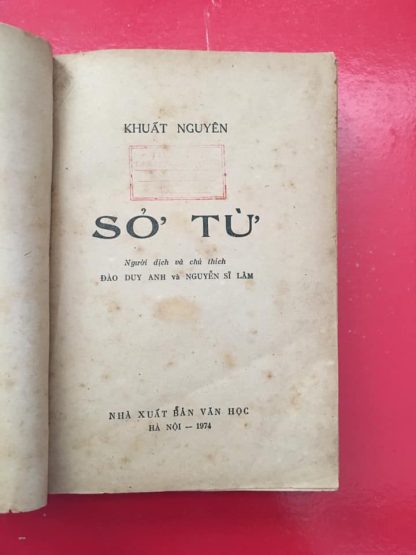 KHUẤT NGUYÊN
SỞ TỪ
Người dịch và chú thích
ĐÀO DUY ANH và NGUYỄN SĨ LÂM
NHÀ XUẤT BẢN VĂN HỌC
HÀ NỘI — 1974